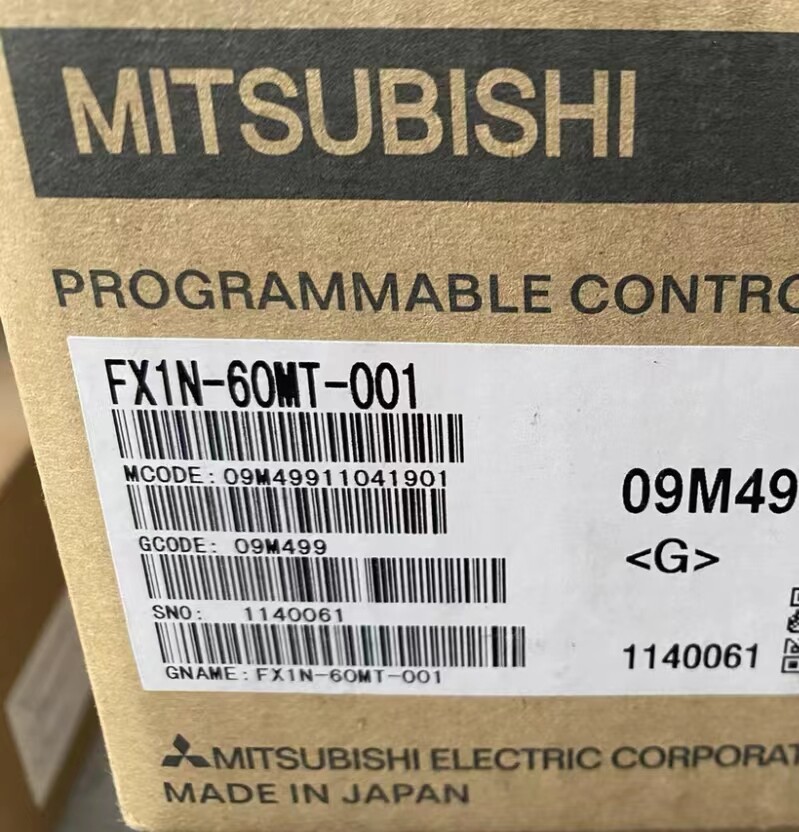 MITSUBISHI
PROGRAMMABLE CONTRO
FX1N-60MT-001
MCODE: 09M49911041901
GCODE: 09M499
SNO: 1140061
GNAME: FX1N-60MT-001
09M49
<G>
1140061
MITSUBISHI ELECTRIC CORPORAT
MADE IN JAPAN